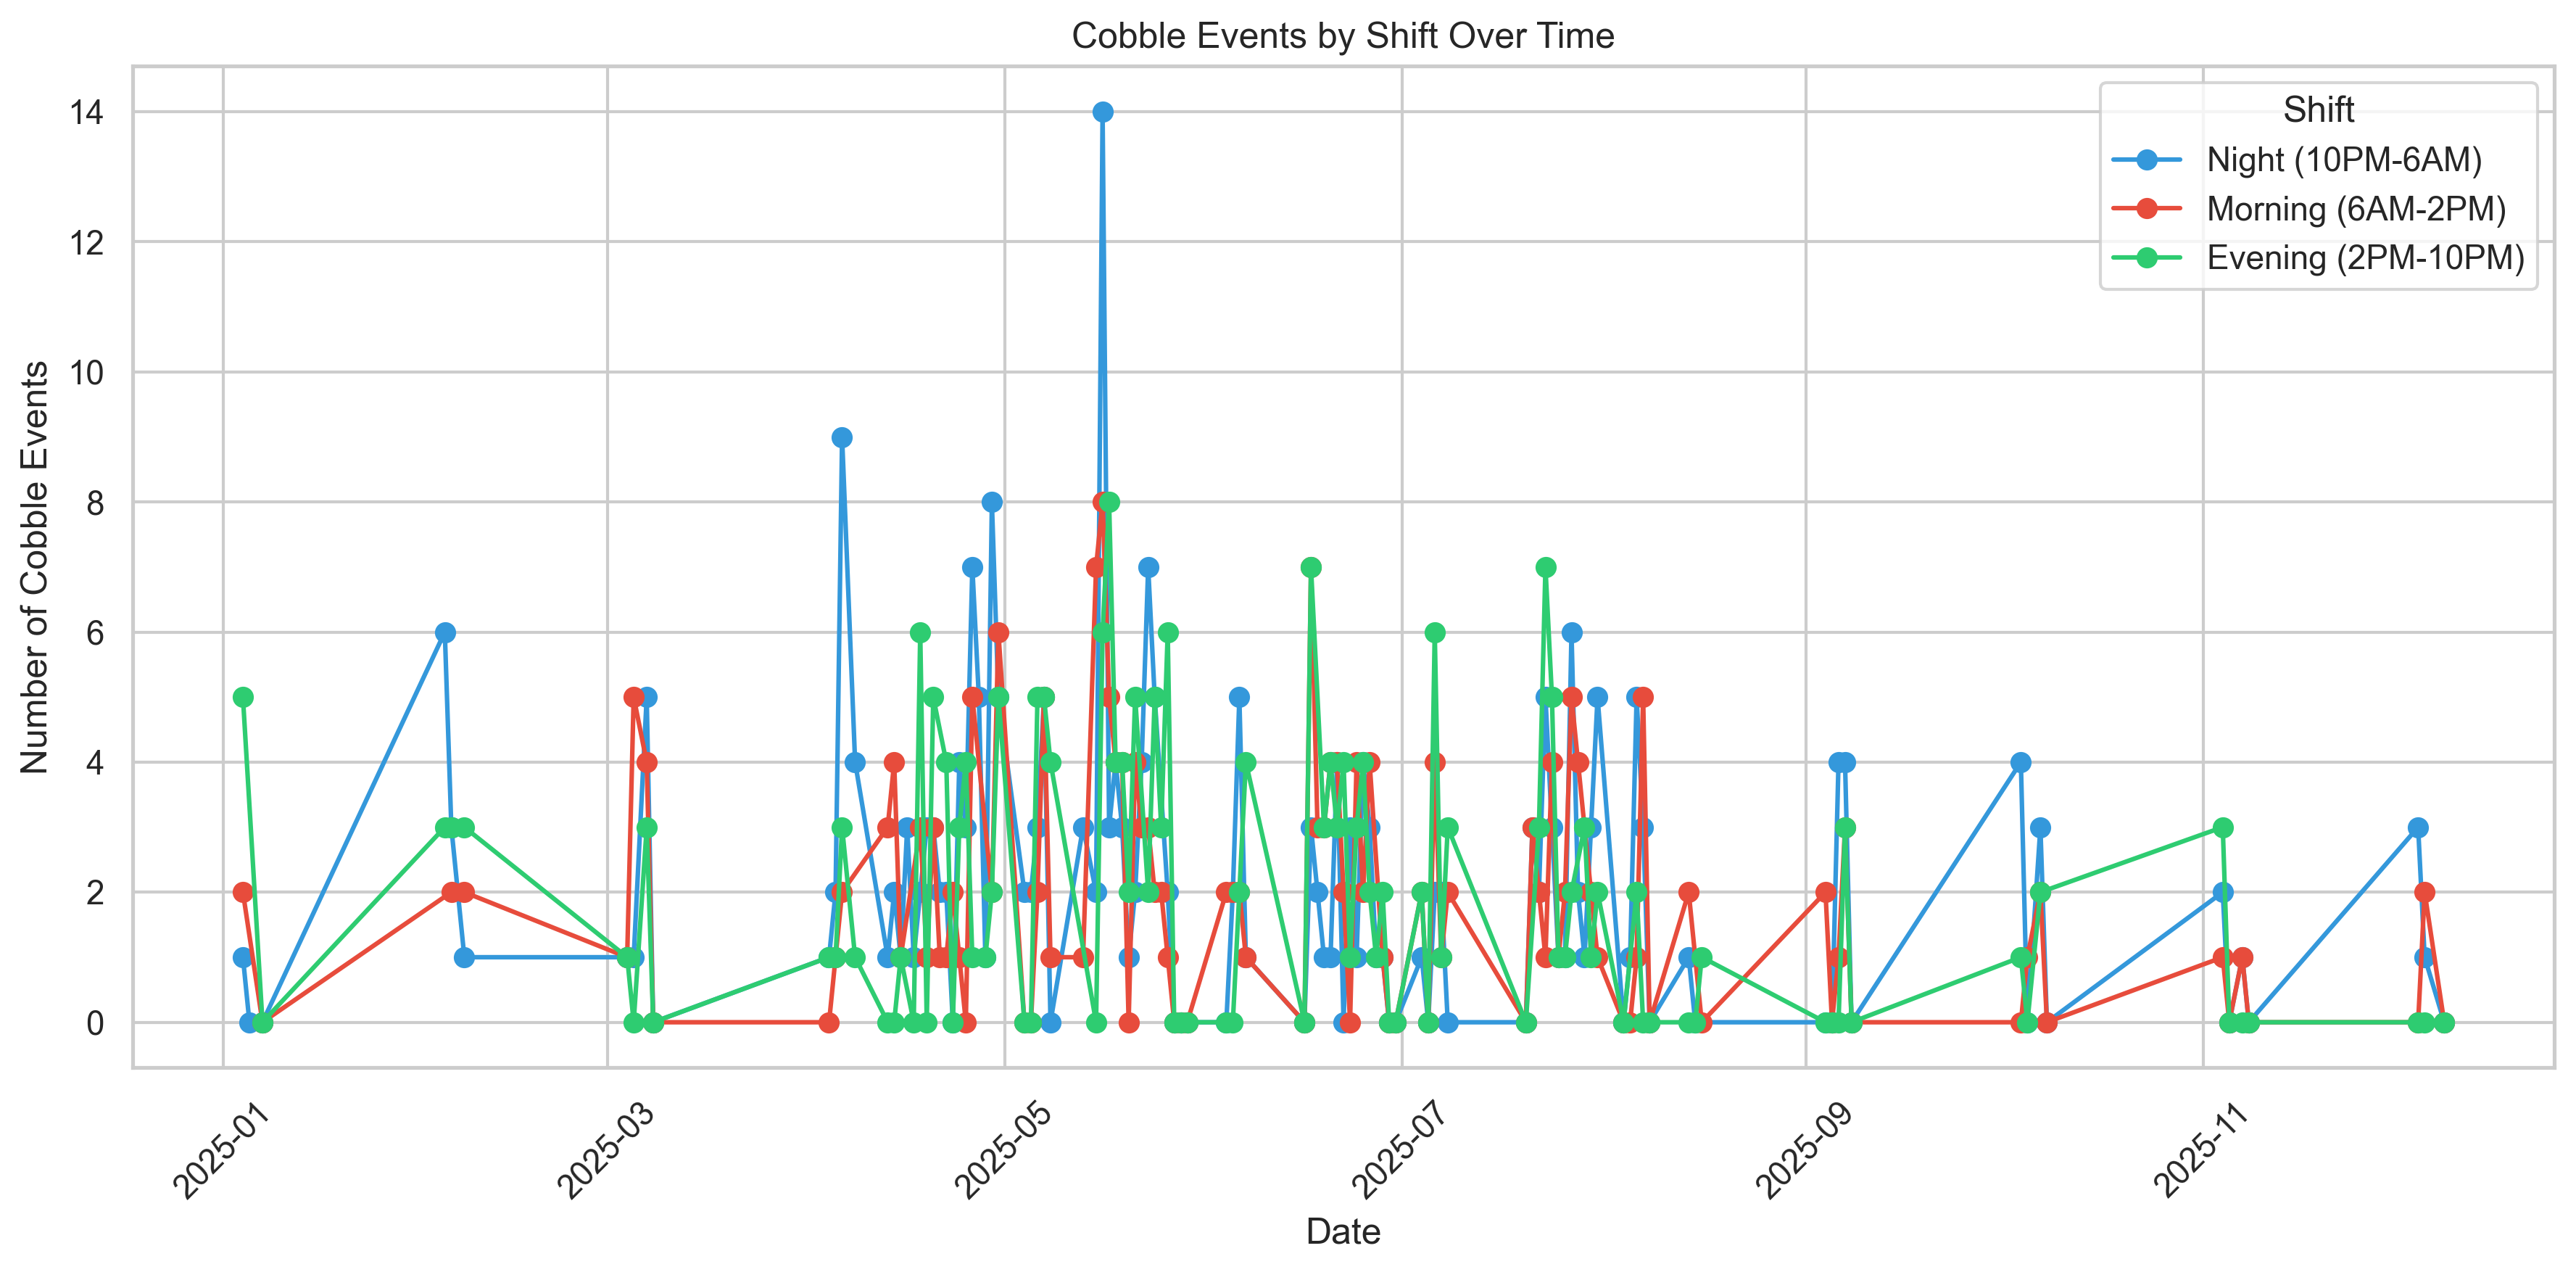 Cobble Events by Shift Over Time
Shift
Night (10PM-6AM)
Morning (6AM-2PM)
Evening (2PM-10PM)
Number of Cobble Events
14
12
10
8
6
4
2
0
2025-01
2025-03
2025-05
2025-07
2025-09
2025-11
Date